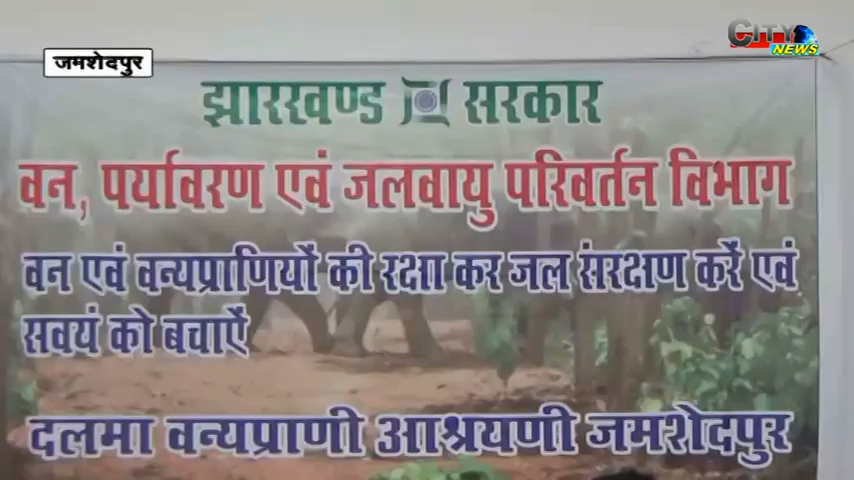 CITY
NEWS
जमशेदपुर
झारखण्ड सरकार
वन, पर्यावरण एवं जलवायु परिवर्तन विभाग
वन एवं वन्यप्राणियों की रक्षा कर जल संरक्षण करें एवं
सवयं को बचाऐं
दलमा वन्यप्राणी आश्रयणी जमशेदपुर